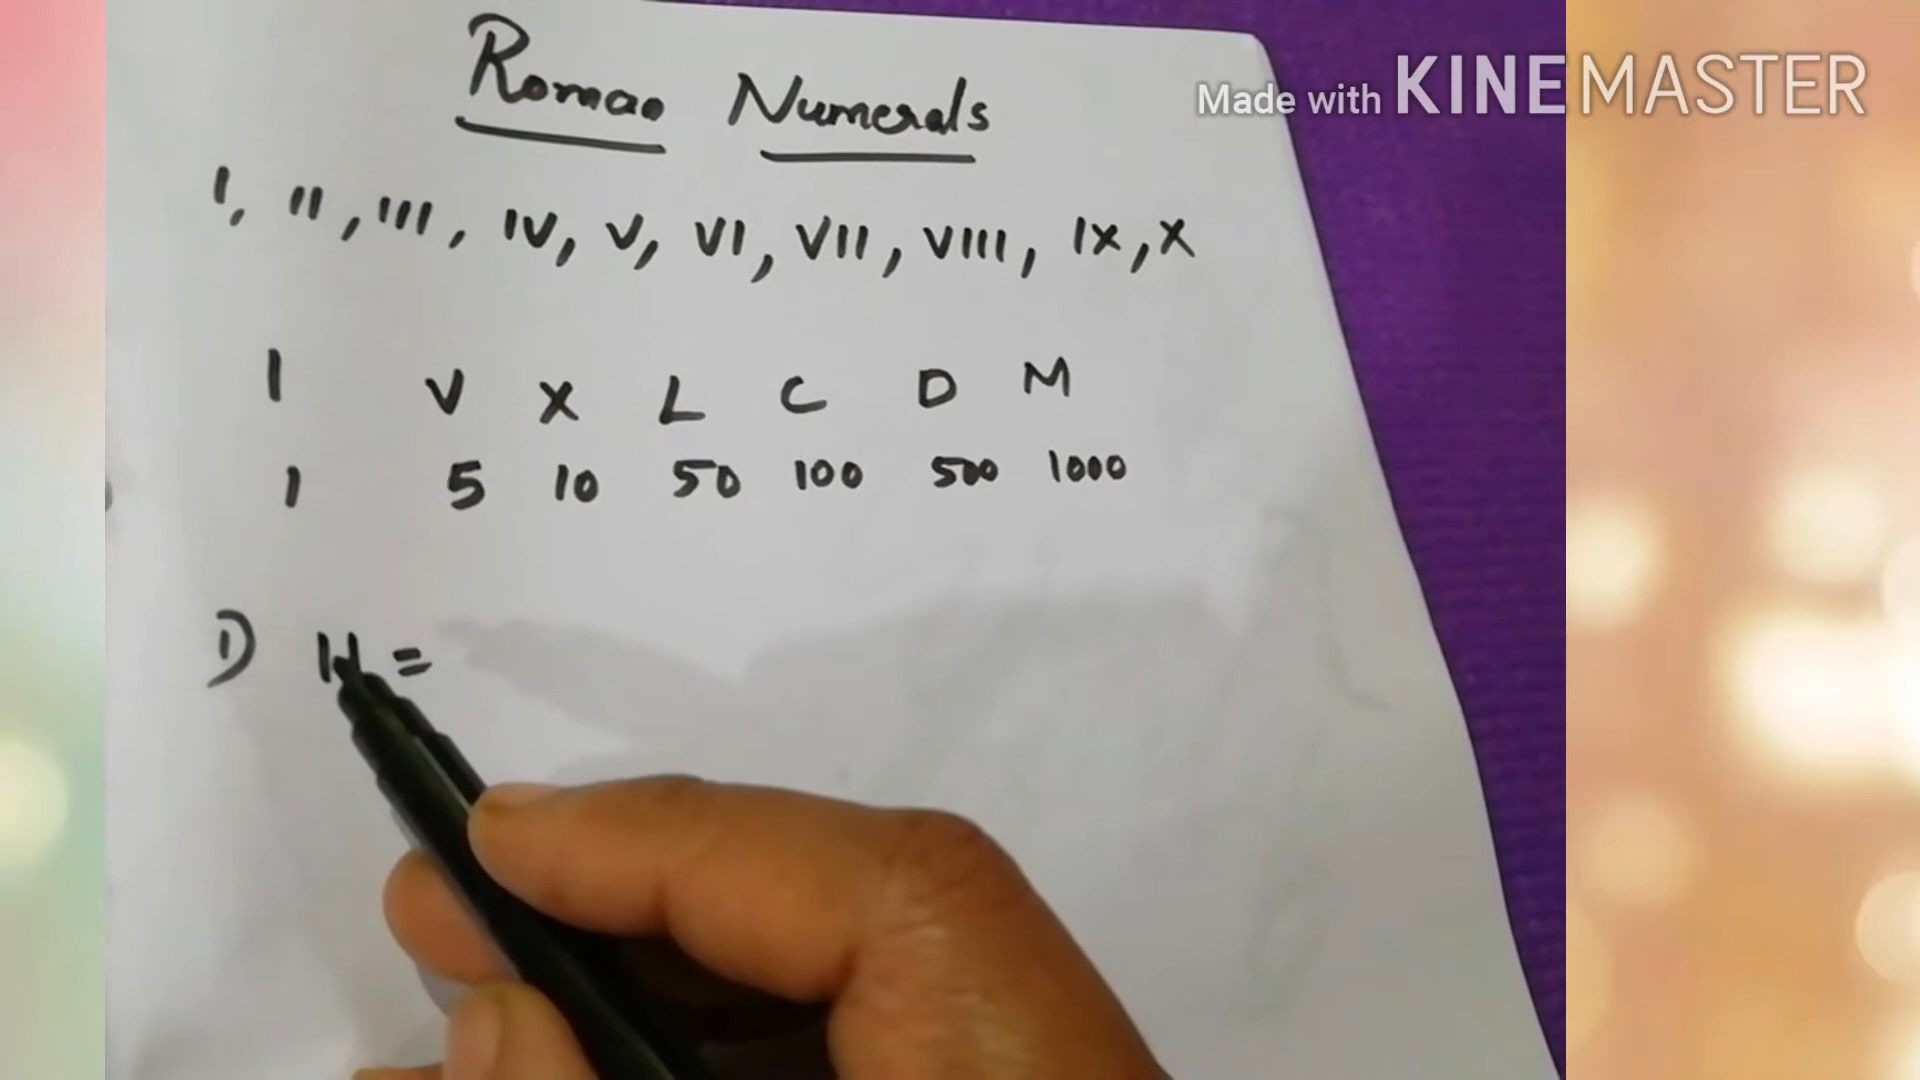 Roman Numerals
Made with KINEMASTER
I, II, III, IV, V, VI, VII, VIII, IX, X
I V X L C D M
1 5 10 50 100 500 1000
1) =